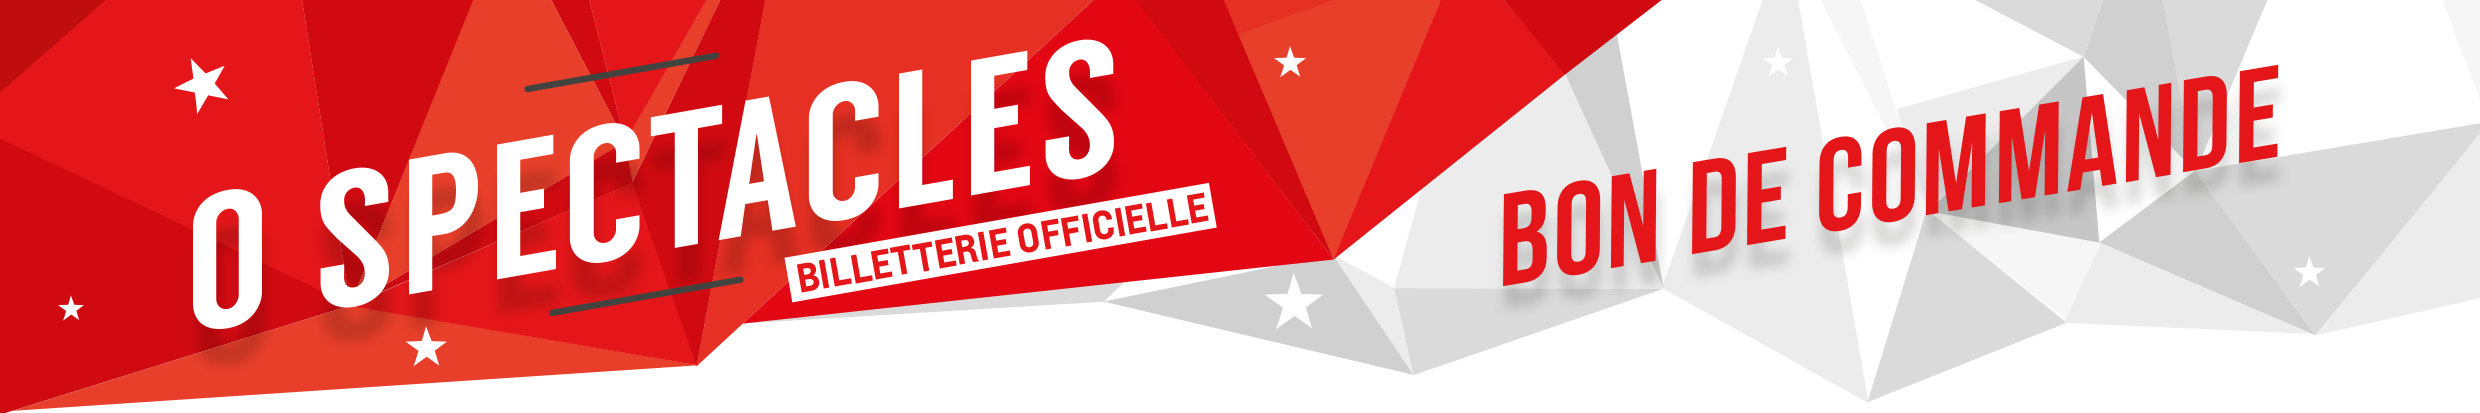 O SPECTACLES
BILLETTERIE OFFICIELLE
BON DE COMMANDE